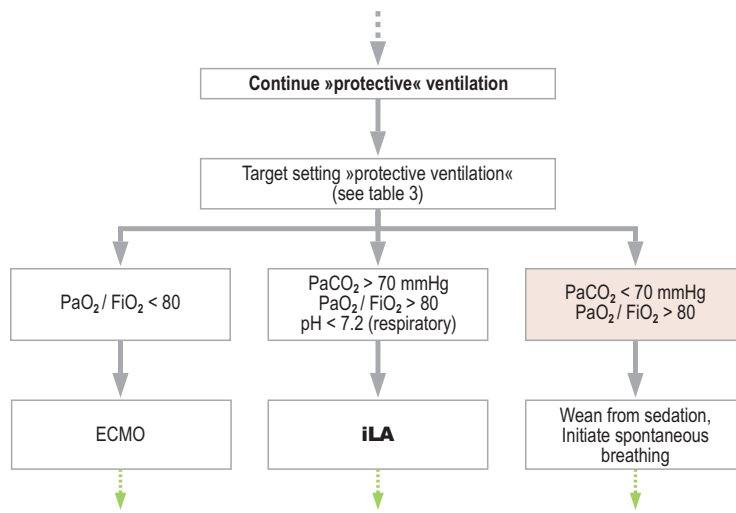 Continue »protective« ventilation
Target setting »protective ventilation«
(see table 3)
PaO₂ / FiO₂ < 80
PaCO₂ > 70 mmHg
PaO₂ / FiO₂ > 80
pH < 7.2 (respiratory)
PaCO₂ < 70 mmHg
PaO₂ / FiO₂ > 80
ECMO
iLA
Wean from sedation,
Initiate spontaneous
breathing